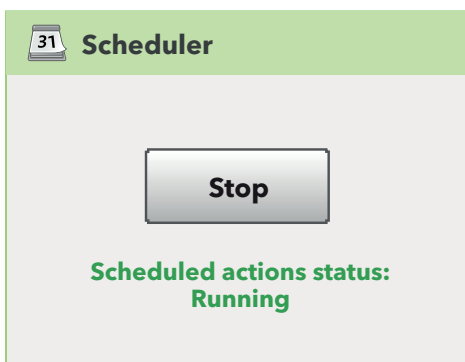 31
Scheduler
Stop
Scheduled actions status:
Running